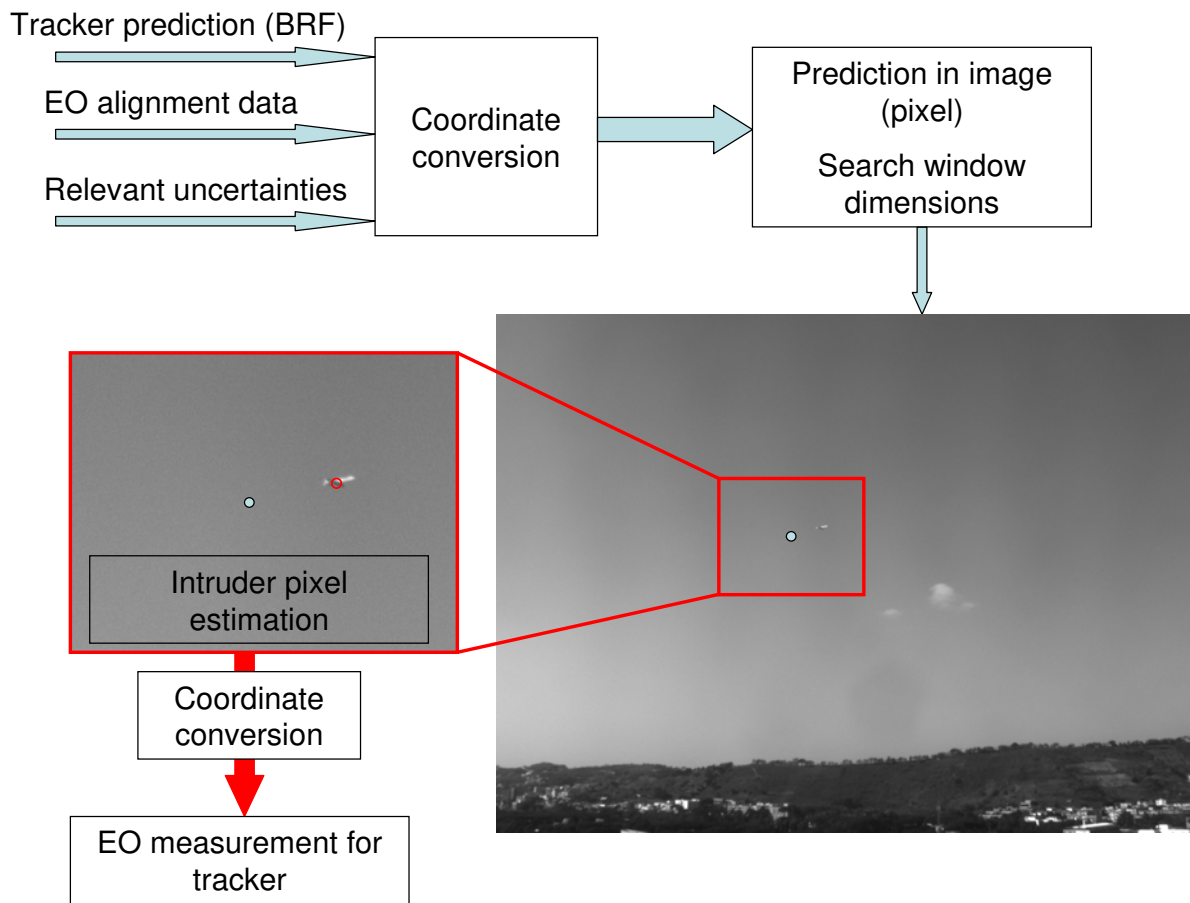 Tracker prediction (BRF)
EO alignment data
Relevant uncertainties
Coordinate
conversion
Prediction in image
(pixel)
Search window
dimensions
Intruder pixel
estimation
Coordinate
conversion
EO measurement for
tracker